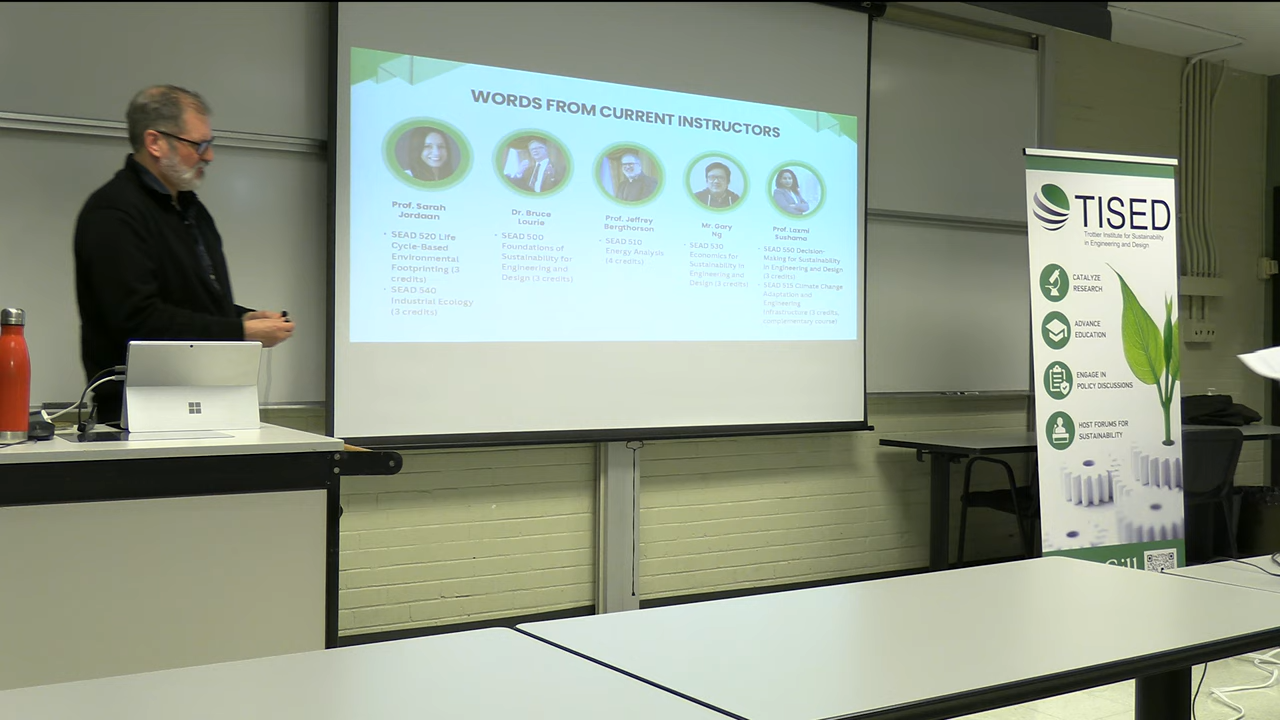 WORDS FROM CURRENT INSTRUCTORS
Prof. Sarah
Jordaan
• SEAD 520 Life
Cycle-Based
Environmental
Footprinting (3
credits)
• SEAD 540
Industrial Ecology
(3 credits)
Dr. Bruce
Lourie
• SEAD 500
Foundations of
Sustainability for
Engineering and
Design (3 credits)
Prof. Jeffrey
Bergthorson
• SEAD 510
Energy Analysis
(4 credits)
Mr. Gary
Ng
• SEAD 530
Economics for
Sustainability in
Engineering and
Design (3 credits)
Prof. Laxmi
Sushama
• SEAD 550 Decision-
Making for Sustainability
in Engineering and Design
(3 credits)
• SEAD 515 Climate Change
Adaptation and
Engineering
Infrastructure (3 credits,
complementary course)
TISED
Trottier Institute for Sustainability
in Engineering and Design
CATALYZE
RESEARCH
ADVANCE
EDUCATION
ENGAGE IN
POLICY DISCUSSIONS
HOST FORUMS FOR
SUSTAINABILITY